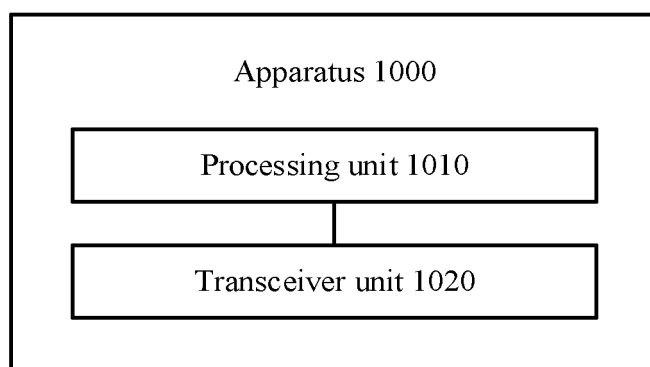 Apparatus 1000
Processing unit 1010
Transceiver unit 1020